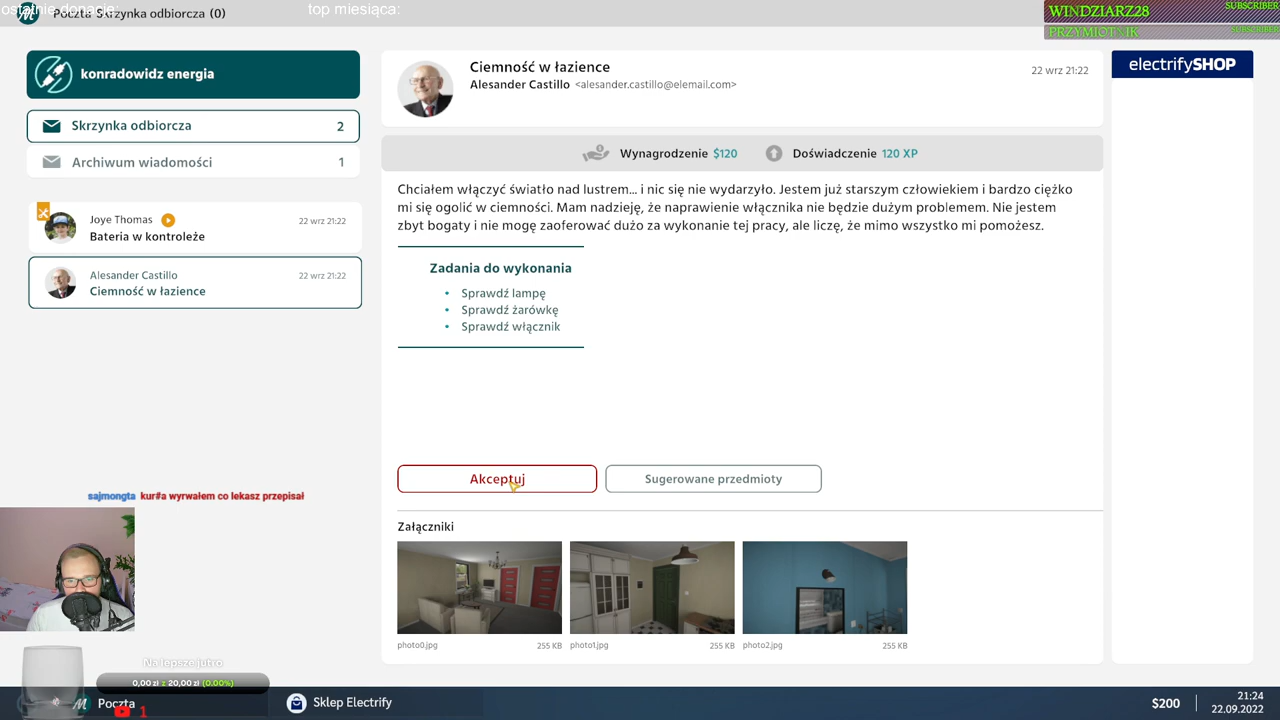 ostatnie donacje:
top miesiąca:
Poczta Skrzynka odbiorcza (0)
WINDZIARZ28
SUBSCRIBER
PRZYMIOTNIK
SUBSCRIBER
konradowidz energia
Skrzynka odbiorcza 2
Archiwum wiadomości 1
Joye Thomas
22 wrz 21:22
Bateria w kontroleże
Alesander Castillo
22 wrz 21:22
Ciemność w łazience
Ciemność w łazience
Alesander Castillo <alesander.castillo@elemail.com>
22 wrz 21:22
electrifySHOP
Wynagrodzenie $120
Doświadczenie 120 XP
Chciałem włączyć światło nad lustrem... i nic się nie wydarzyło. Jestem już starszym człowiekiem i bardzo ciężko
mi się ogolić w ciemności. Mam nadzieję, że naprawienie włącznika nie będzie dużym problemem. Nie jestem
zbyt bogaty i nie mogę zaoferować dużo za wykonanie tej pracy, ale liczę, że mimo wszystko mi pomożesz.
Zadania do wykonania
• Sprawdź lampę
• Sprawdź żarówkę
• Sprawdź włącznik
Akceptuj
Sugerowane przedmioty
Załączniki
photo0.jpg 255 KB
photo1.jpg 255 KB
photo2.jpg 255 KB
sajmongta kur#a wyrwałem co lekasz przepisał
Na lepsze jutro
0,00 zł z 20,00 zł (0.00%)
Poczta
1
Sklep Electrify
$200
21:24
22.09.2022